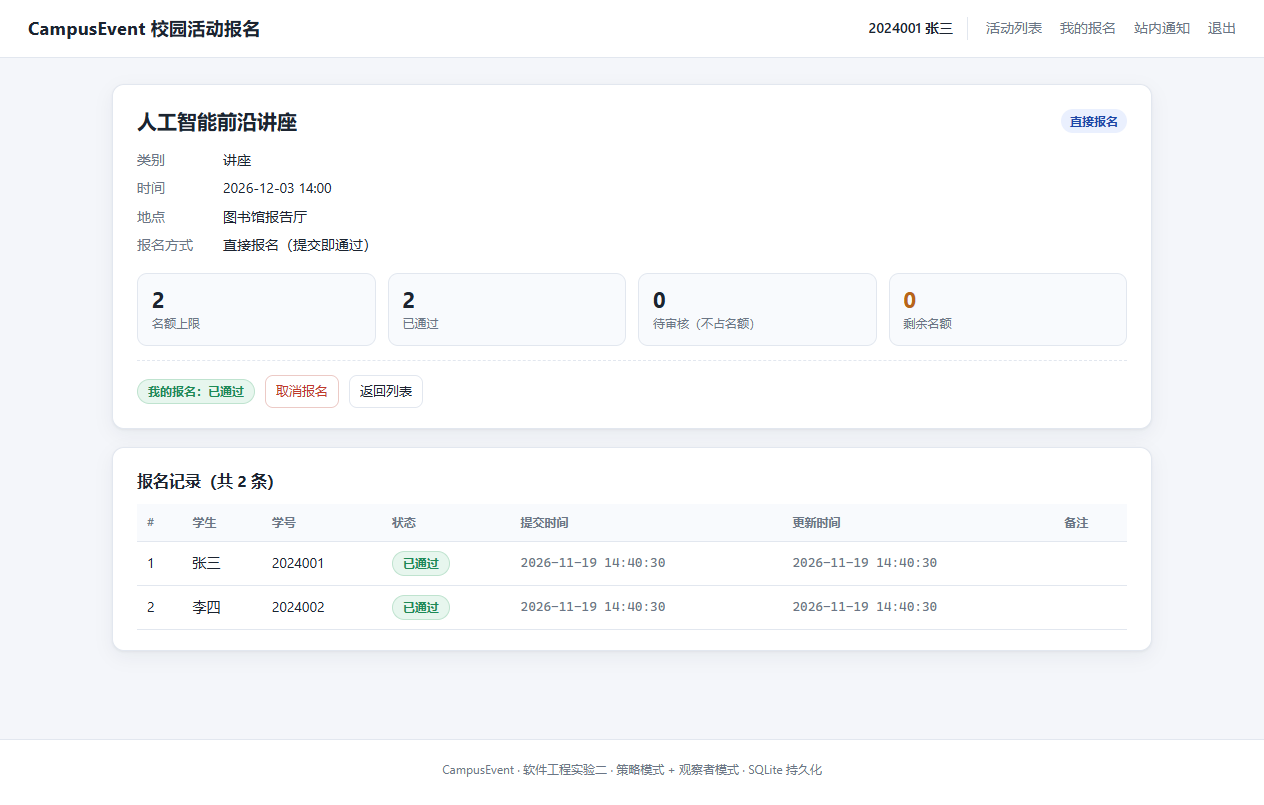 CampusEvent 校园活动报名
2024001 张三 活动列表 我的报名 站内通知 退出
人工智能前沿讲座 直接报名
类别 讲座
时间 2026-12-03 14:00
地点 图书馆报告厅
报名方式 直接报名（提交即通过）
2 2 0 0
名额上限 已通过 待审核（不占名额） 剩余名额
我的报名：已通过 取消报名 返回列表
报名记录（共 2 条）
# 学生 学号 状态 提交时间 更新时间 备注
1 张三 2024001 已通过 2026-11-19 14:40:30 2026-11-19 14:40:30
2 李四 2024002 已通过 2026-11-19 14:40:30 2026-11-19 14:40:30
CampusEvent · 软件工程实验二 · 策略模式 + 观察者模式 · SQLite 持久化